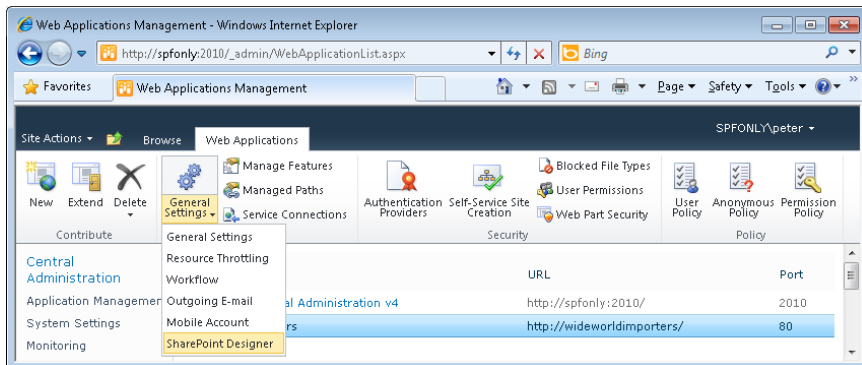 Web Applications Management - Windows Internet Explorer
http://spfonly:2010/_admin/WebApplicationList.aspx
Bing
Favorites
Web Applications Management
Page
Safety
Tools
Site Actions
Browse
Web Applications
SPFONLY\peter
New
Extend
Delete
General Settings
Manage Features
Managed Paths
Service Connections
Authentication Providers
Self-Service Site Creation
Blocked File Types
User Permissions
Web Part Security
User Policy
Anonymous Policy
Permission Policy
Contribute
Security
Policy
General Settings
Resource Throttling
Workflow
Outgoing E-mail
Mobile Account
SharePoint Designer
Central Administration
Application Managemen
System Settings
Monitoring
URL
Port
al Administration v4
http://spfonly:2010/
2010
rs
http://wideworldimporters/
80